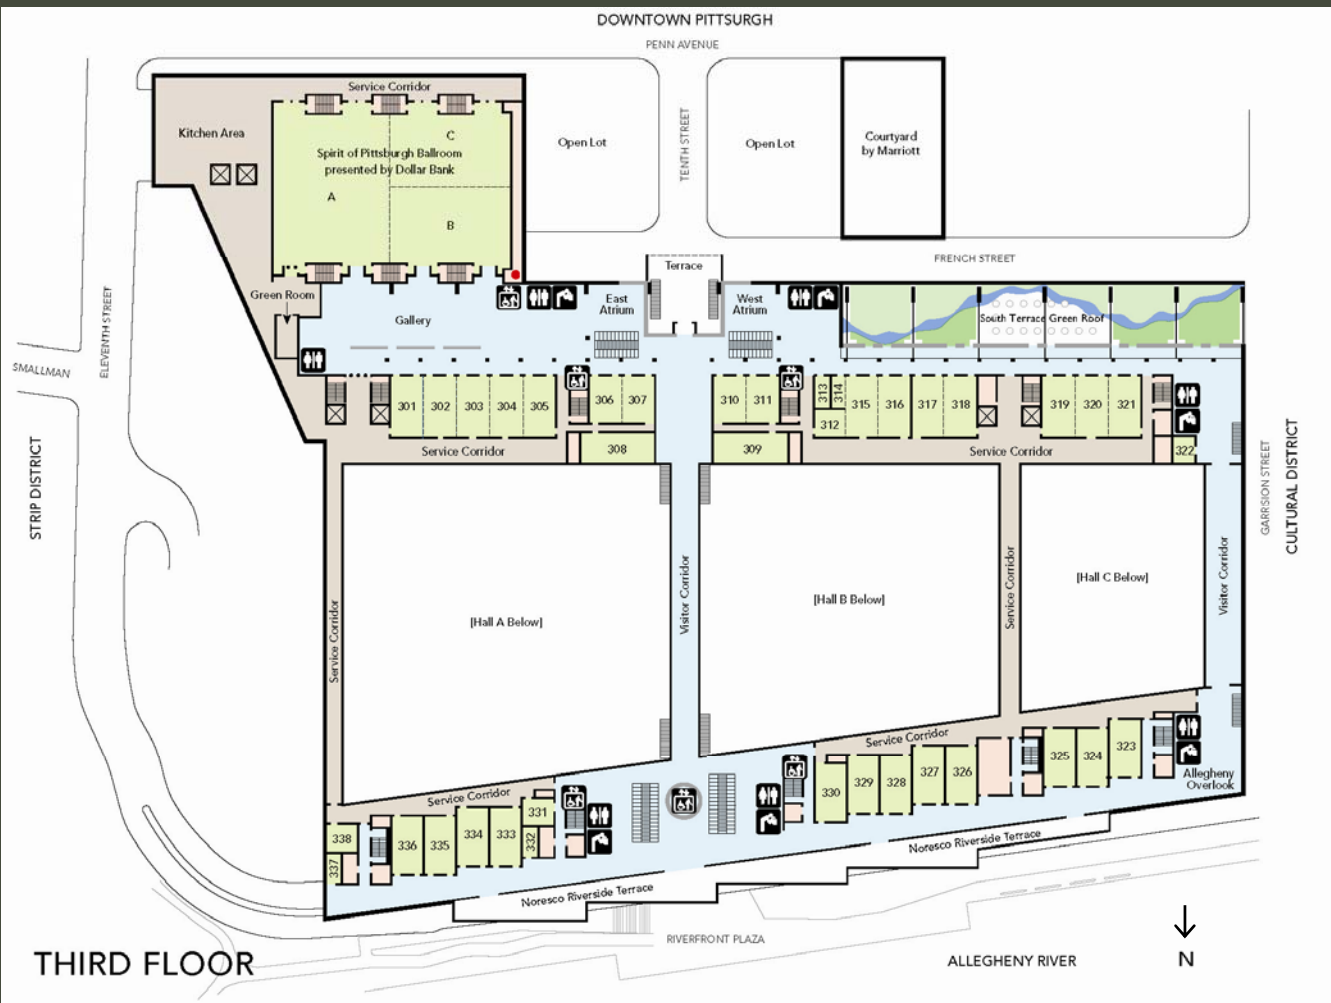 DOWNTOWN PITTSURGH
PENN AVENUE
Service Corridor
Kitchen Area
C
Spirit of Pittsburgh Ballroom
presented by Dollar Bank
A
B
Open Lot
TENTH STREET
Open Lot
Courtyard
by Marriott
FRENCH STREET
Terrace
Green Room
Gallery
East
Atrium
West
Atrium
South Terrace Green Roof
ELEVENTH STREET
SMALLMAN
301
302
303
304
305
306
307
310
311
313
314
312
315
316
317
318
319
320
321
322
308
309
Service Corridor
Service Corridor
STRIP DISTRICT
GARRISION STREET
CULTURAL DISTRICT
Service Corridor
[Hall A Below]
Visitor Corridor
[Hall B Below]
Service Corridor
[Hall C Below]
Visitor Corridor
Service Corridor
Service Corridor
338
337
336
335
334
333
331
332
330
329
328
327
326
325
324
323
Allegheny
Overlook
Noresco Riverside Terrace
Noresco Riverside Terrace
RIVERFRONT PLAZA
ALLEGHENY RIVER
N
THIRD FLOOR